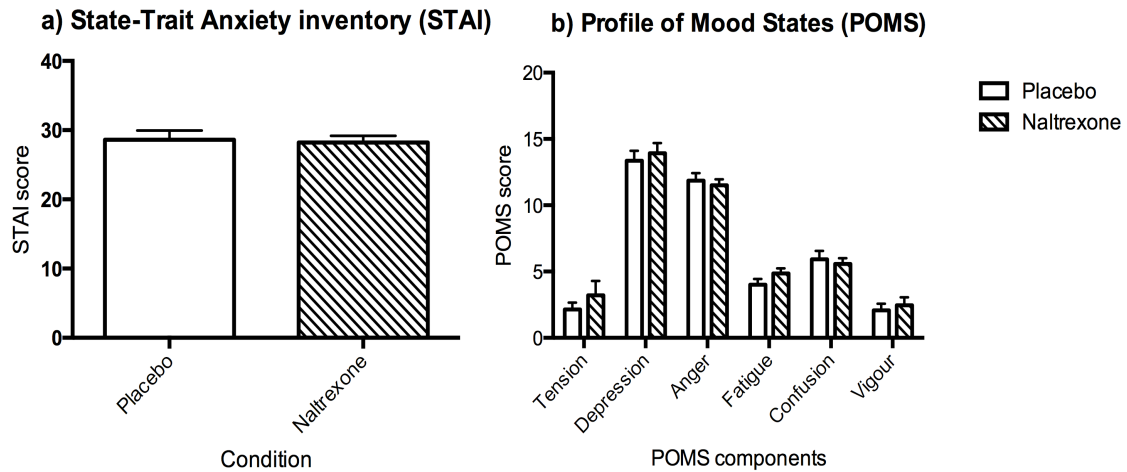 a) State-Trait Anxiety inventory (STAI)
40
30
20
10
0
STAI score
Placebo
Naltrexone
Condition
b) Profile of Mood States (POMS)
20
15
10
5
0
POMS score
Tension
Depression
Anger
Fatigue
Confusion
Vigour
POMS components
Placebo
Naltrexone